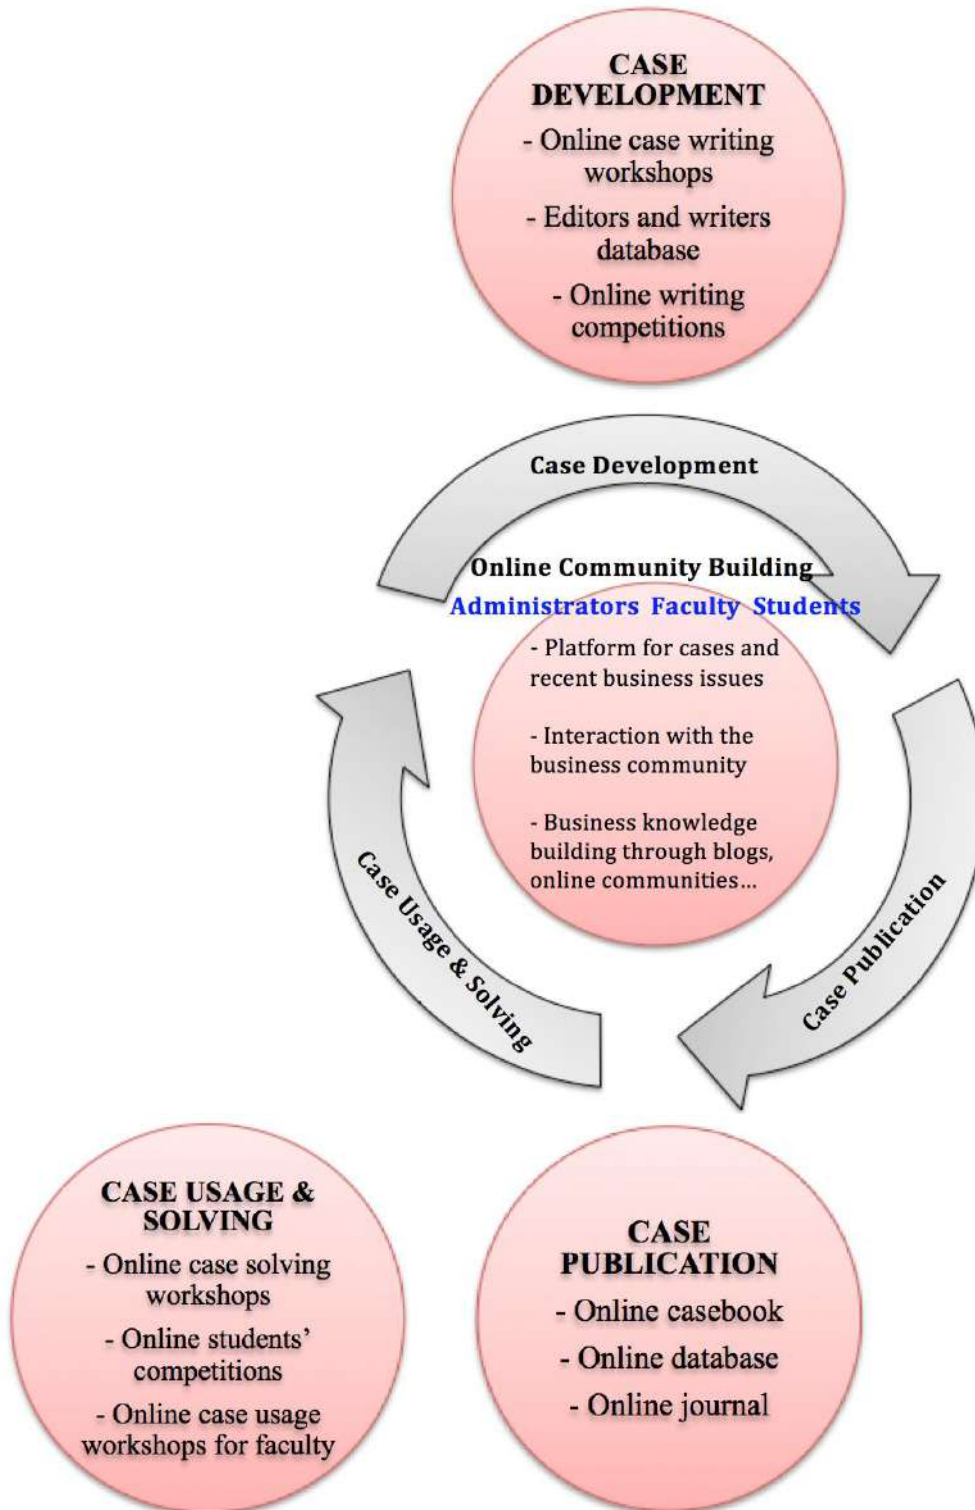 CASE
DEVELOPMENT
- Online case writing
workshops
- Editors and writers
database
- Online writing
competitions
Case Development
Online Community Building
Administrators Faculty Students
- Platform for cases and
recent business issues
- Interaction with the
business community
- Business knowledge
building through blogs,
online communities…
Case Usage & Solving
Case Publication
CASE USAGE &
SOLVING
- Online case solving
workshops
- Online students’
competitions
- Online case usage
workshops for faculty
CASE
PUBLICATION
- Online casebook
- Online database
- Online journal